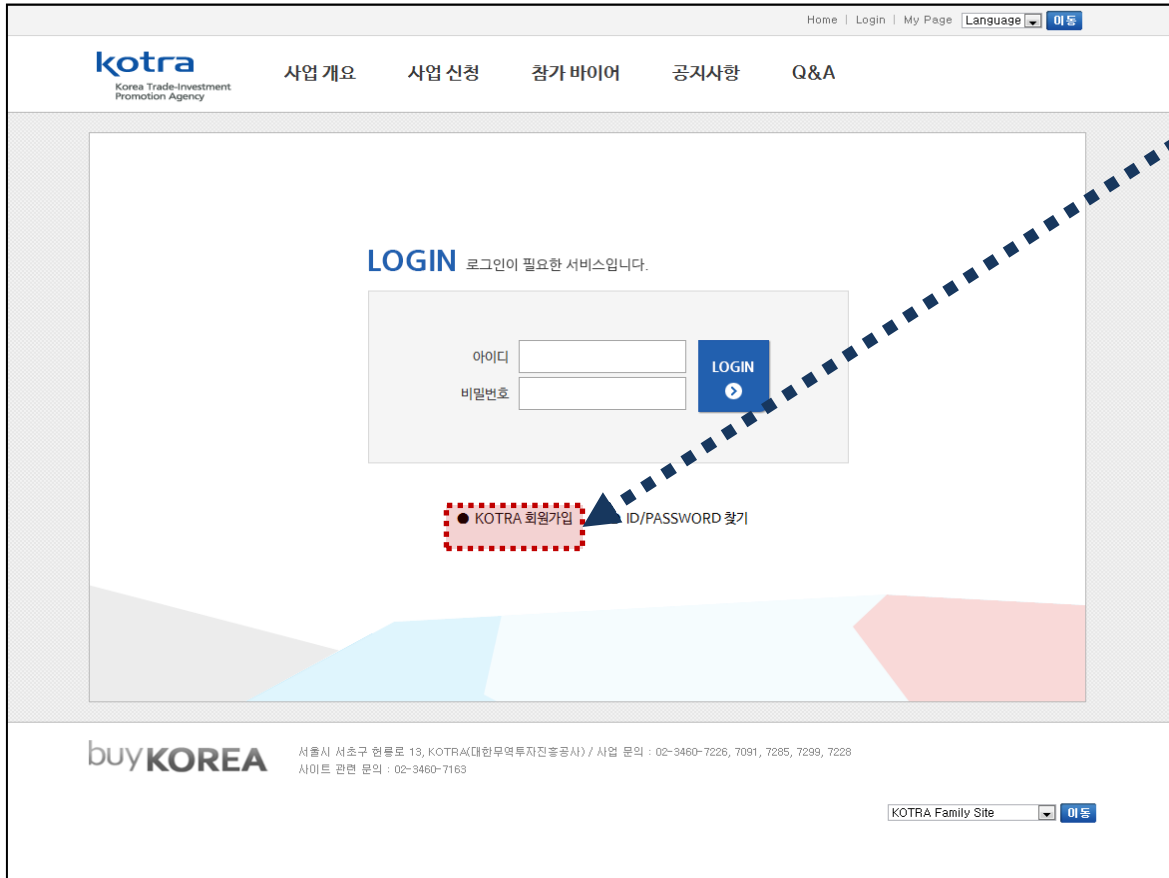 Home | Login | My Page Language 이동
kotra
Korea Trade-Investment
Promotion Agency
사업 개요 사업 신청 참가 바이어 공지사항 Q&A
LOGIN 로그인이 필요한 서비스입니다.
아이디
비밀번호
LOGIN
● KOTRA 회원가입 ID/PASSWORD 찾기
buyKOREA
서울시 서초구 헌릉로 13, KOTRA(대한무역투자진흥공사) / 사업 문의 : 02-3460-7226, 7091, 7285, 7299, 7228
사이트 관련 문의 : 02-3460-7163
KOTRA Family Site 이동